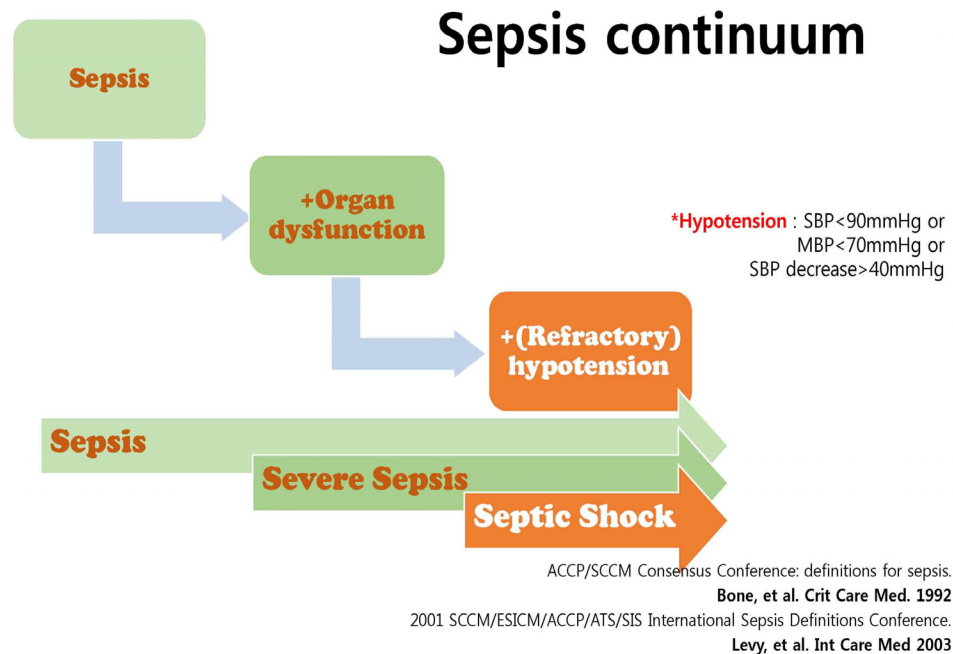 Sepsis continuum
Sepsis
+Organ
dysfunction
*Hypotension : SBP<90mmHg or
MBP<70mmHg or
SBP decrease>40mmHg
+(Refractory)
hypotension
Sepsis
Severe Sepsis
Septic Shock
ACCP/SCCM Consensus Conference: definitions for sepsis.
Bone, et al. Crit Care Med. 1992
2001 SCCM/ESICM/ACCP/ATS/SIS International Sepsis Definitions Conference.
Levy, et al. Int Care Med 2003